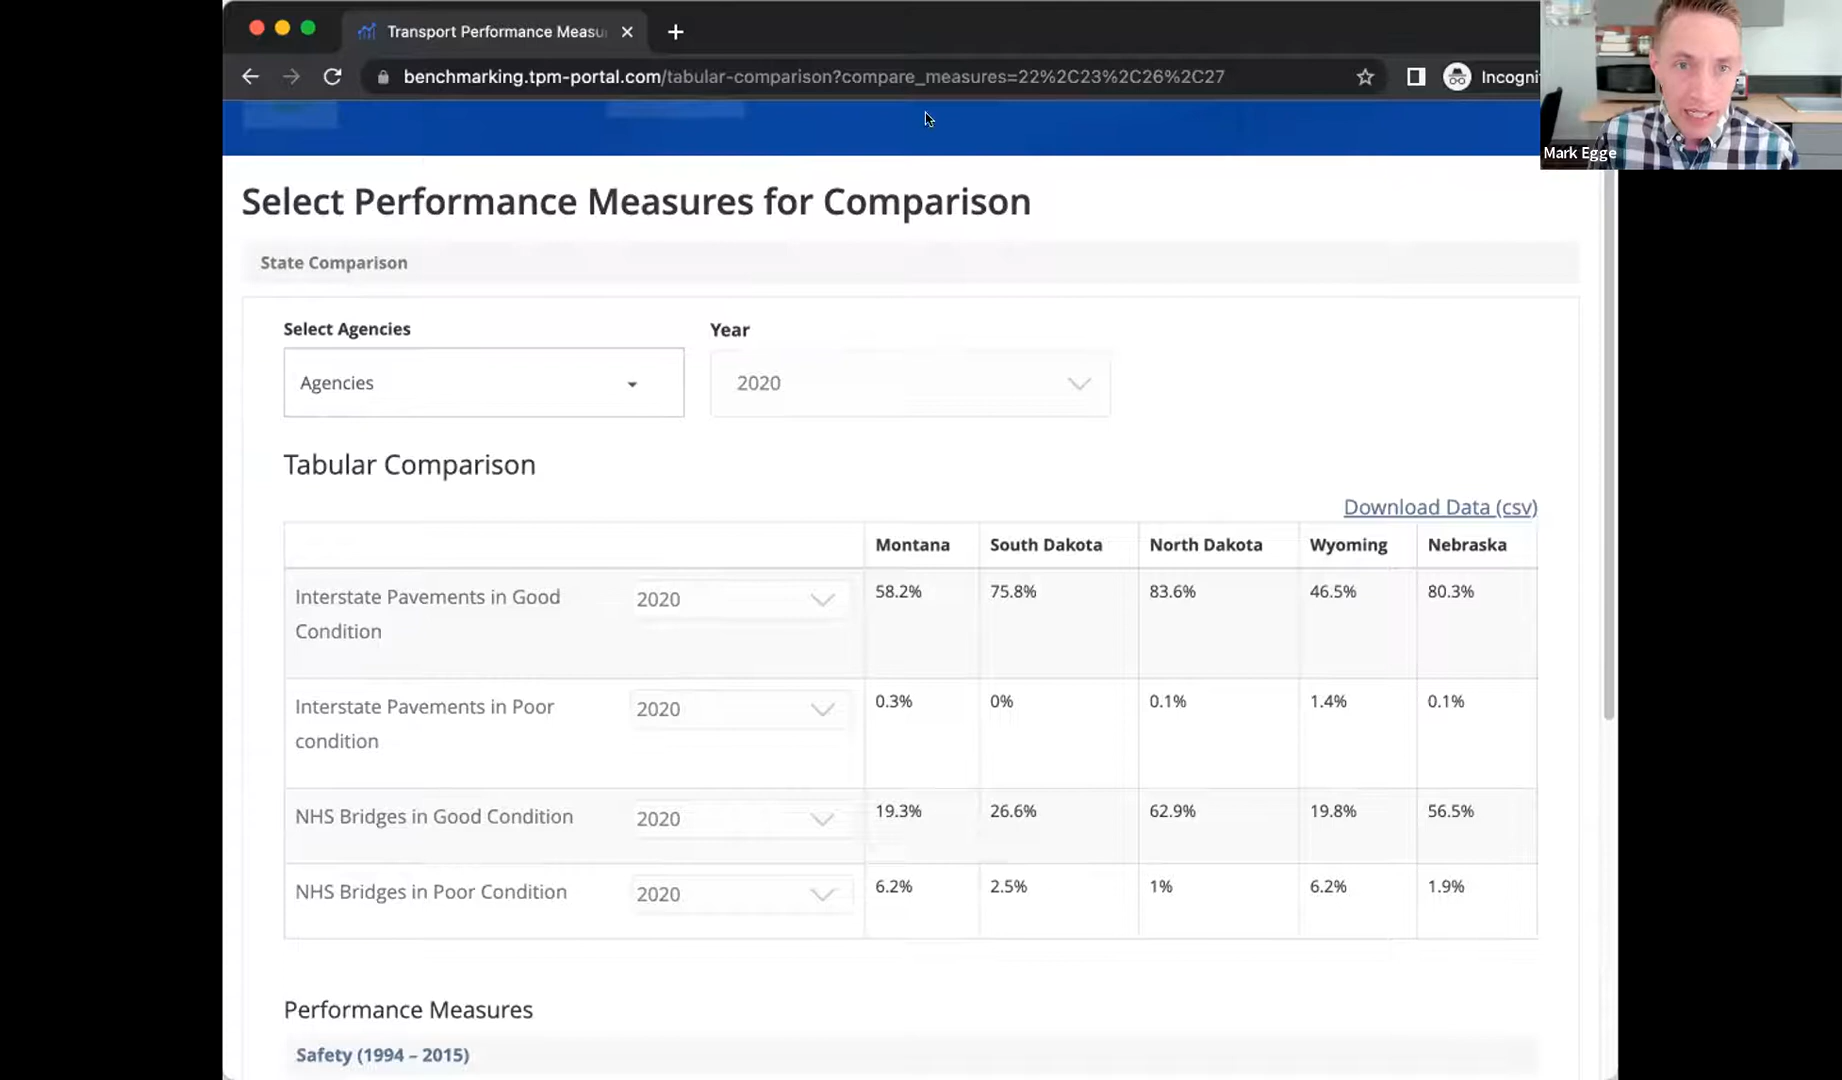 Transport Performance Measu
benchmarking.tpm-portal.com/tabular-comparison?compare_measures=22%2C23%2C26%2C27
Incogni
Mark Egge
Select Performance Measures for Comparison
State Comparison
Select Agencies
Year
Agencies
2020
Tabular Comparison
Download Data (csv)
Montana South Dakota North Dakota Wyoming Nebraska
Interstate Pavements in Good
Condition
2020
58.2% 75.8% 83.6% 46.5% 80.3%
Interstate Pavements in Poor
condition
2020
0.3% 0% 0.1% 1.4% 0.1%
NHS Bridges in Good Condition
2020
19.3% 26.6% 62.9% 19.8% 56.5%
NHS Bridges in Poor Condition
2020
6.2% 2.5% 1% 6.2% 1.9%
Performance Measures
Safety (1994 – 2015)